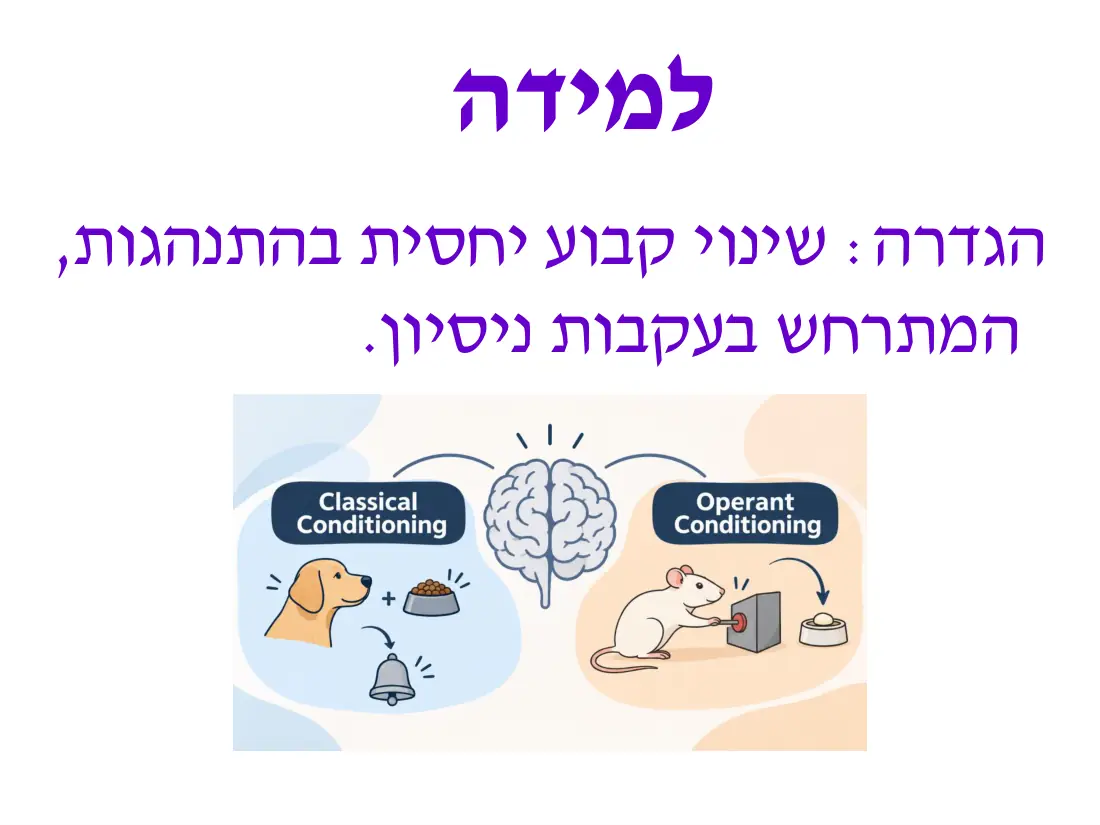 למידה
הגדרה: שינוי קבוע יחסית בהתנהגות,
המתרחש בעקבות ניסיון.
Classical
Conditioning
Operant
Conditioning